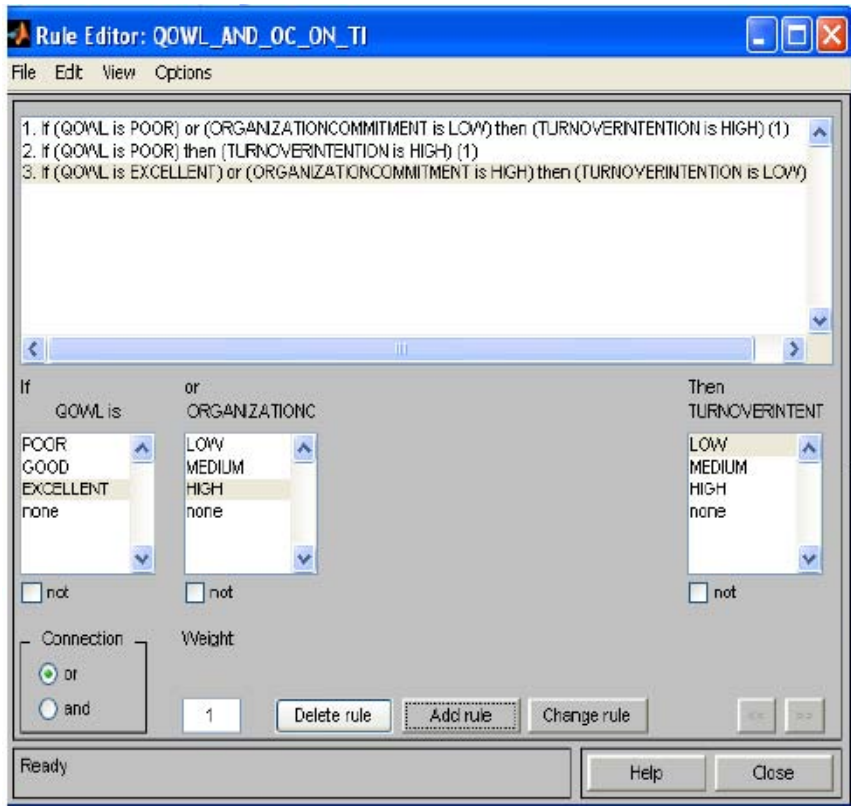 Rule Editor: QOWL_AND_OC_ON_TI
File Edit View Options
1. If (QOWL is POOR) or (ORGANIZATIONCOMMITMENT is LOW) then (TURNOVERINTENTION is HIGH) (1)
2. If (QOWL is POOR) then (TURNOVERINTENTION is HIGH) (1)
3. If (QOWL is EXCELLENT) or (ORGANIZATIONCOMMITMENT is HIGH) then (TURNOVERINTENTION is LOW)
If or Then
QOWL is ORGANIZATIONC TURNOVERINTENT
POOR LOW LOW
GOOD MEDIUM MEDIUM
EXCELLENT HIGH HIGH
none none none
not not not
Connection Weight
or
and 1 Delete rule Add rule Change rule << >>
Ready Help Close